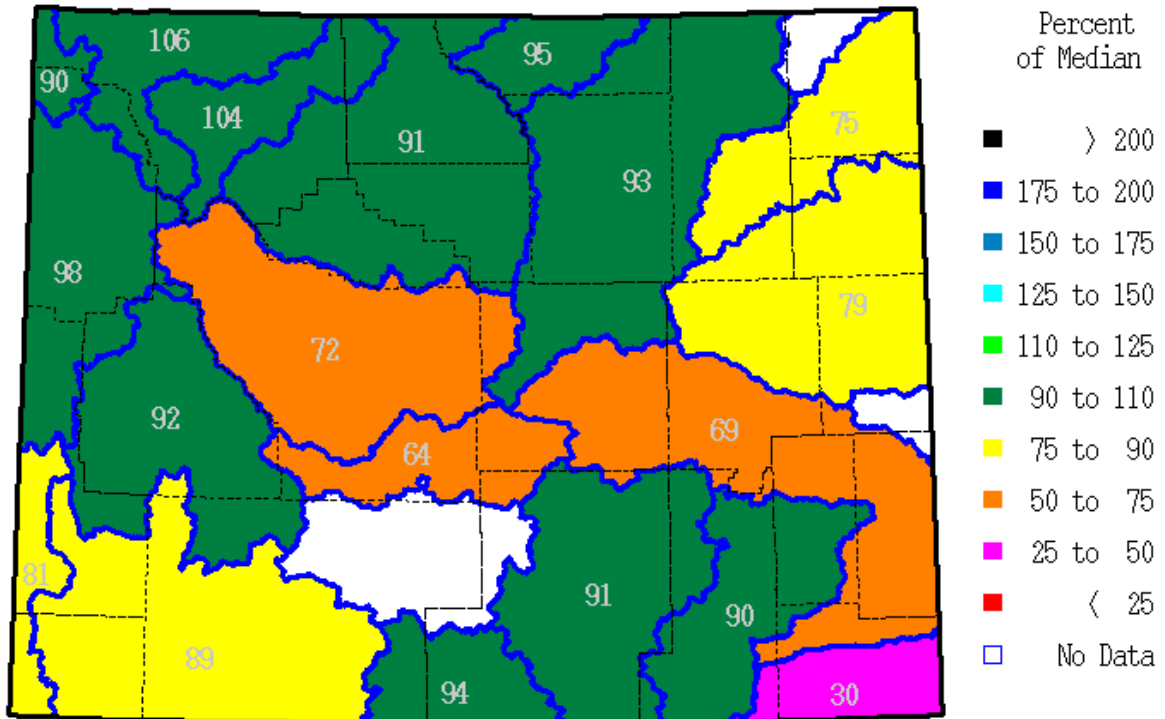 106
95
90
104
91
75
93
98
79
72
92
69
64
81
91
90
89
94
30
Percent
of Median
> 200
175 to 200
150 to 175
125 to 150
110 to 125
90 to 110
75 to 90
50 to 75
25 to 50
< 25
No Data